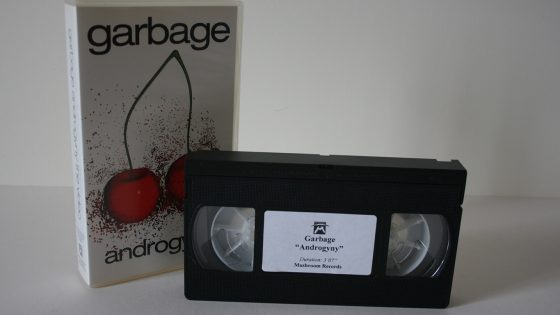 garbage
androgy
Garbage
"Androgyny"
Duration: 3 07"
Mushroom Records